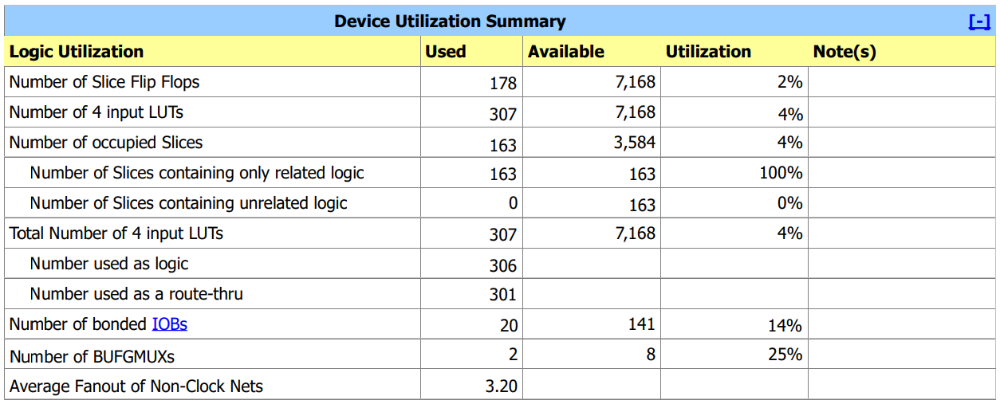 Device Utilization Summary [-]
Logic Utilization Used Available Utilization Note(s)
Number of Slice Flip Flops 178 7,168 2%
Number of 4 input LUTs 307 7,168 4%
Number of occupied Slices 163 3,584 4%
Number of Slices containing only related logic 163 163 100%
Number of Slices containing unrelated logic 0 163 0%
Total Number of 4 input LUTs 307 7,168 4%
Number used as logic 306
Number used as a route-thru 301
Number of bonded IOBs 20 141 14%
Number of BUFGMUXs 2 8 25%
Average Fanout of Non-Clock Nets 3.20